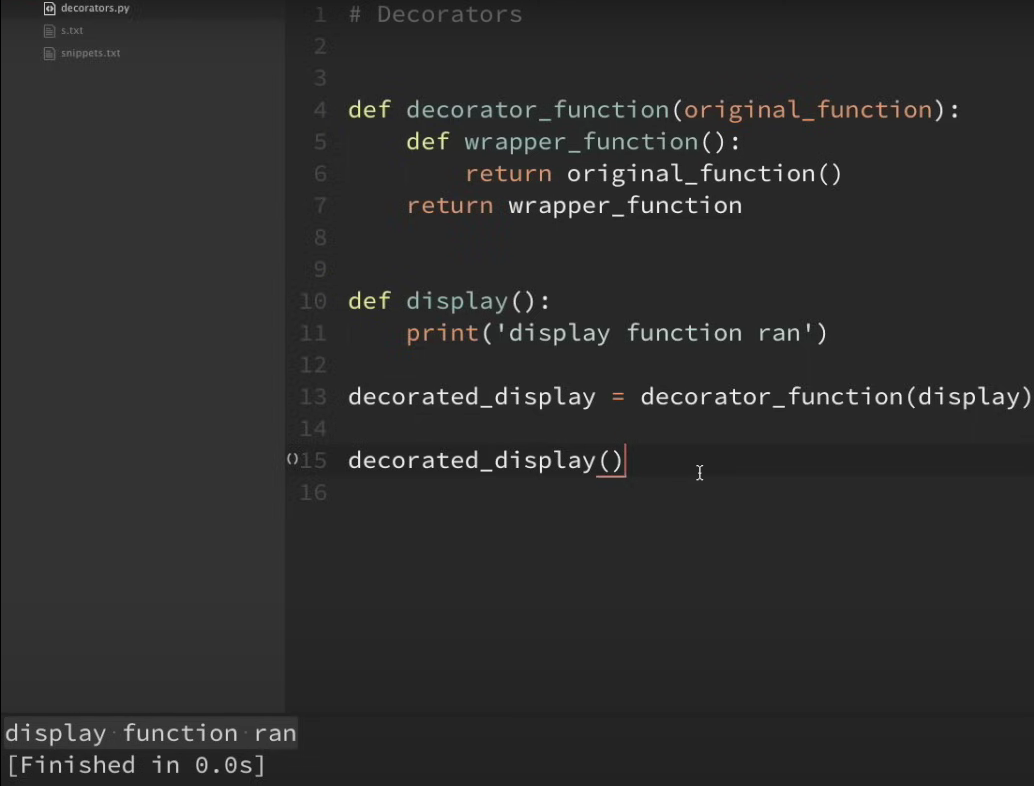 decorators.py
s.txt
snippets.txt
1 # Decorators
2
3
4 def decorator_function(original_function):
5     def wrapper_function():
6         return original_function()
7     return wrapper_function
8
9
10 def display():
11     print('display function ran')
12
13 decorated_display = decorator_function(display)
14
()15 decorated_display()
16
display function ran
[Finished in 0.0s]